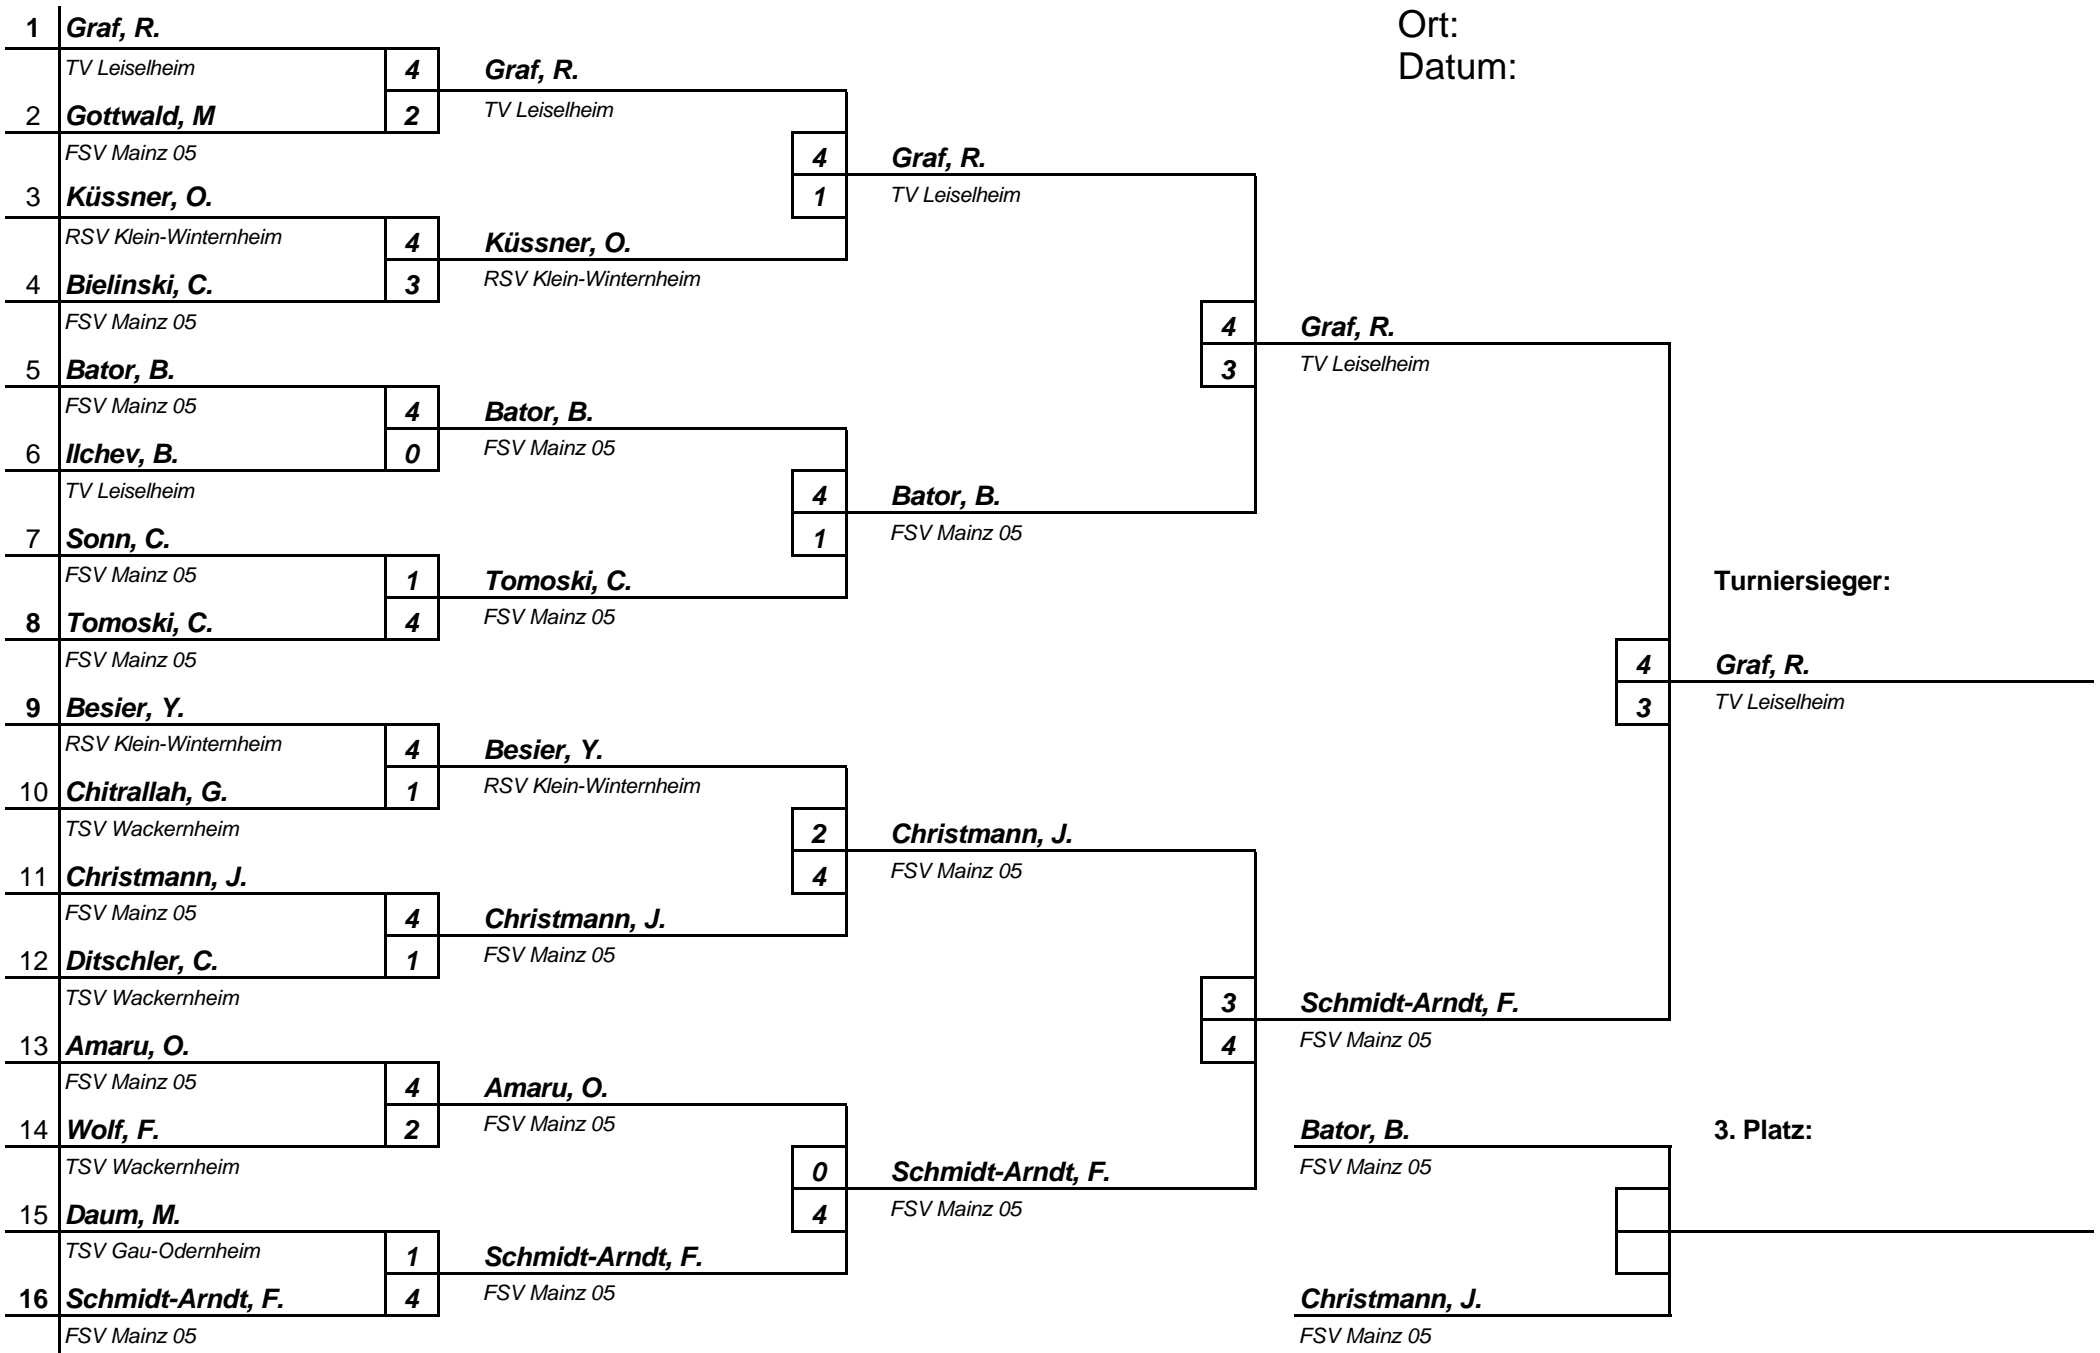 Ort:
Datum:
1 Graf, R.
TV Leiselheim
2 Gottwald, M
FSV Mainz 05
3 Küssner, O.
RSV Klein-Winternheim
4 Bielinski, C.
FSV Mainz 05
5 Bator, B.
FSV Mainz 05
6 Ilchev, B.
TV Leiselheim
7 Sonn, C.
FSV Mainz 05
8 Tomoski, C.
FSV Mainz 05
9 Besier, Y.
RSV Klein-Winternheim
10 Chitrallah, G.
TSV Wackernheim
11 Christmann, J.
FSV Mainz 05
12 Ditschler, C.
TSV Wackernheim
13 Amaru, O.
FSV Mainz 05
14 Wolf, F.
TSV Wackernheim
15 Daum, M.
TSV Gau-Odernheim
16 Schmidt-Arndt, F.
FSV Mainz 05
4
2
4
3
4
0
1
4
4
1
4
1
4
2
1
4
Graf, R.
TV Leiselheim
Küssner, O.
RSV Klein-Winternheim
Bator, B.
FSV Mainz 05
Tomoski, C.
FSV Mainz 05
Besier, Y.
RSV Klein-Winternheim
Christmann, J.
FSV Mainz 05
Amaru, O.
FSV Mainz 05
Schmidt-Arndt, F.
FSV Mainz 05
4
1
4
1
2
4
0
4
Graf, R.
TV Leiselheim
Bator, B.
FSV Mainz 05
Christmann, J.
FSV Mainz 05
Schmidt-Arndt, F.
FSV Mainz 05
4
3
3
4
Graf, R.
TV Leiselheim
Schmidt-Arndt, F.
FSV Mainz 05
4
3
Turniersieger:
Graf, R.
TV Leiselheim
Bator, B.
FSV Mainz 05
Christmann, J.
FSV Mainz 05
3. Platz: